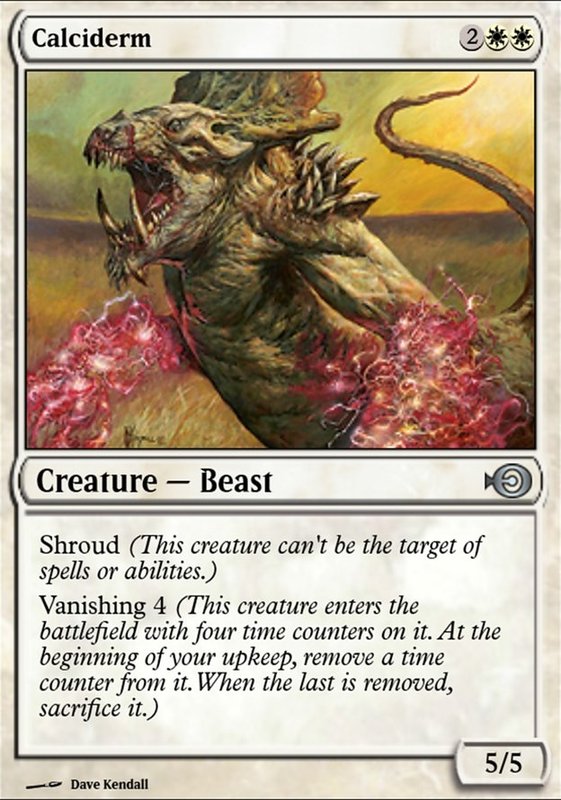 Calciderm 2
Creature — Beast
Shroud (This creature can't be the target of
spells or abilities.)
Vanishing 4 (This creature enters the
battlefield with four time counters on it. At the
beginning of your upkeep, remove a time
counter from it. When the last is removed,
sacrifice it.)
5/5
Dave Kendall